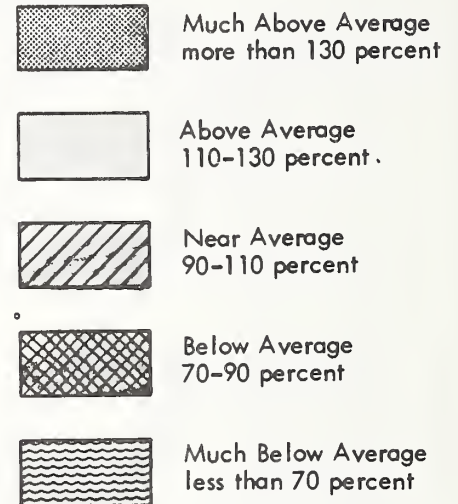 Much Above Average
more than 130 percent
Above Average
110-130 percent.
Near Average
90-110 percent
Below Average
70-90 percent
Much Below Average
less than 70 percent